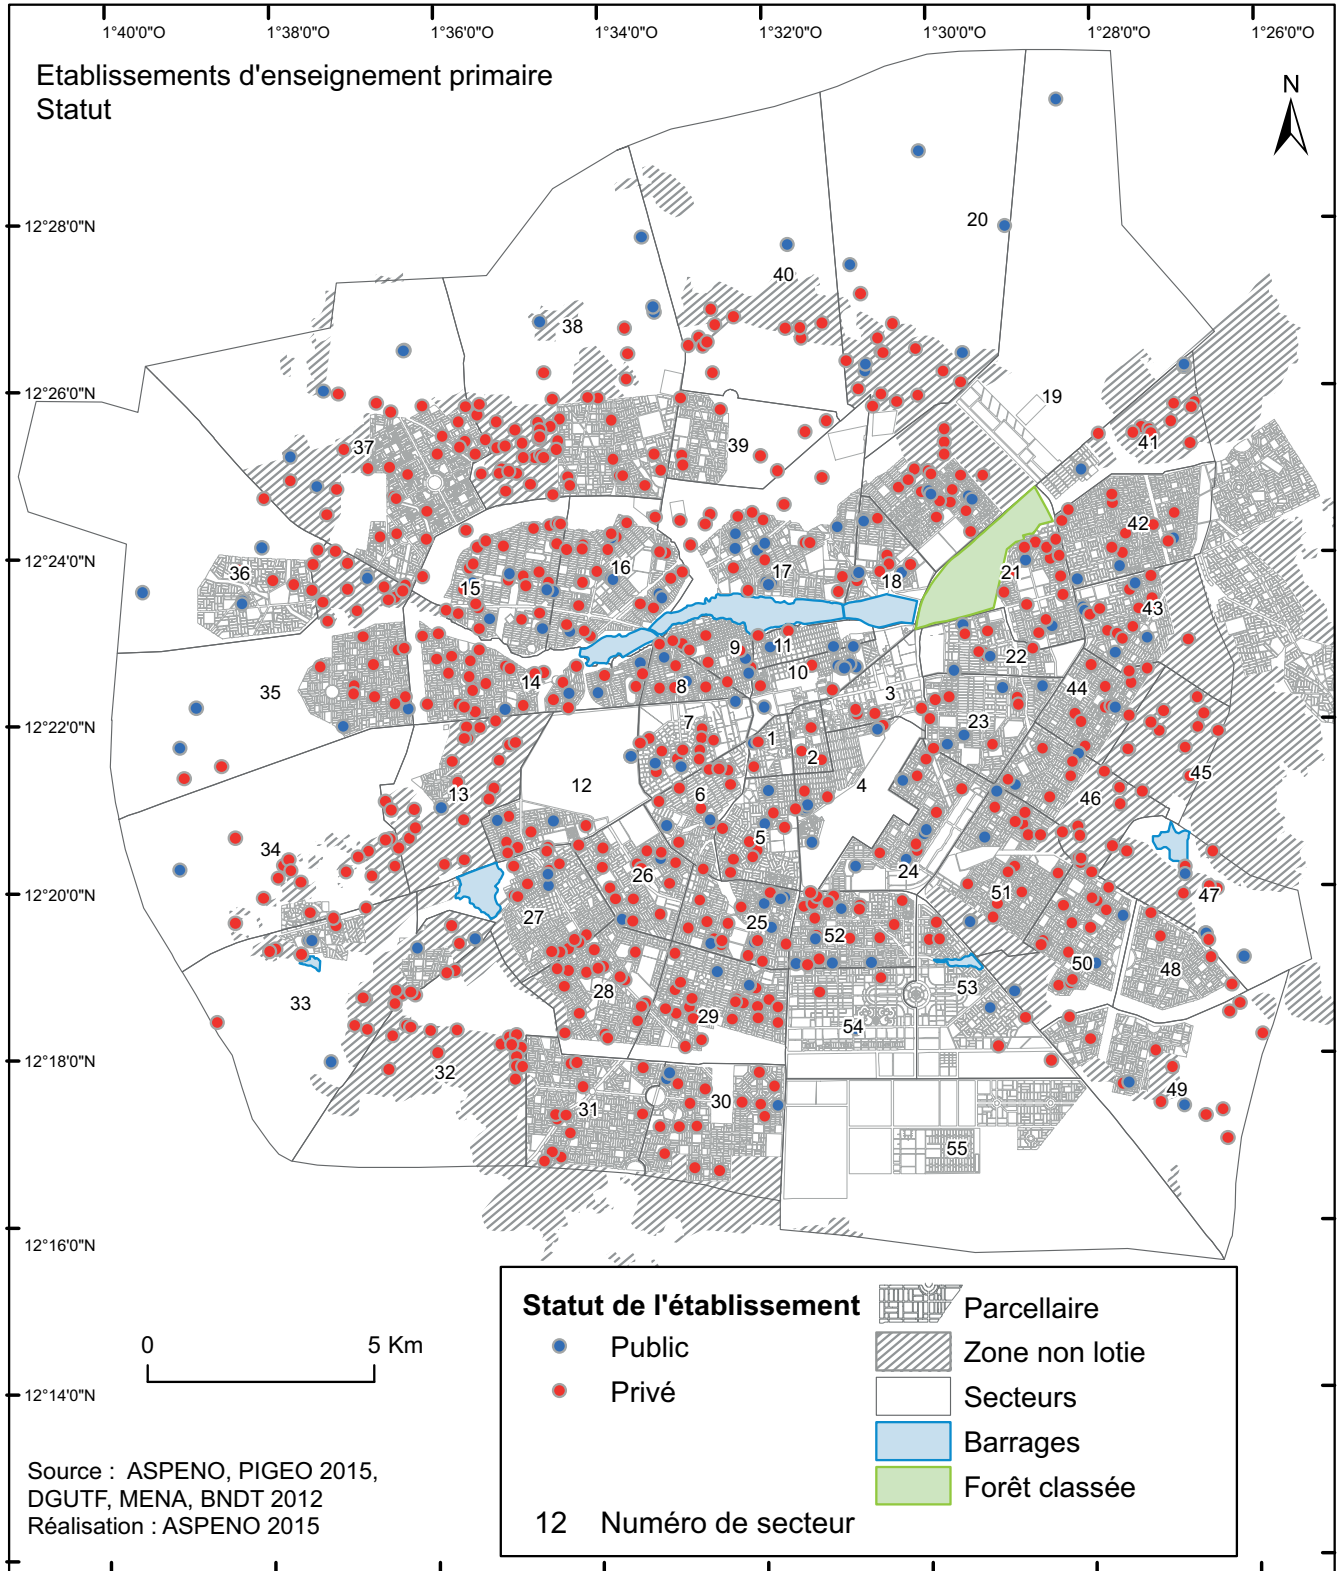 1°40'0"O 1°38'0"O 1°36'0"O 1°34'0"O 1°32'0"O 1°30'0"O 1°28'0"O 1°26'0"O
Etablissements d'enseignement primaire
Statut
N
20
12°28'0"N
40
38
12°26'0"N
19
37
39
41
42
12°24'0"N
36
15
16
17
18
21
43
9
11
22
35
14
8
10
3
44
12°22'0"N
7
1
2
23
13
12
6
4
45
46
34
5
26
24
12°20'0"N
27
25
51
47
52
33
28
50
48
53
29
54
12°18'0"N
32
31
30
49
55
12°16'0"N
Statut de l'établissement
Public
Privé
Parcellaire
Zone non lotie
Secteurs
Barrages
Forêt classée
12 Numéro de secteur
0 5 Km
12°14'0"N
Source : ASPENO, PIGEO 2015,
DGUTF, MENA, BNDT 2012
Réalisation : ASPENO 2015